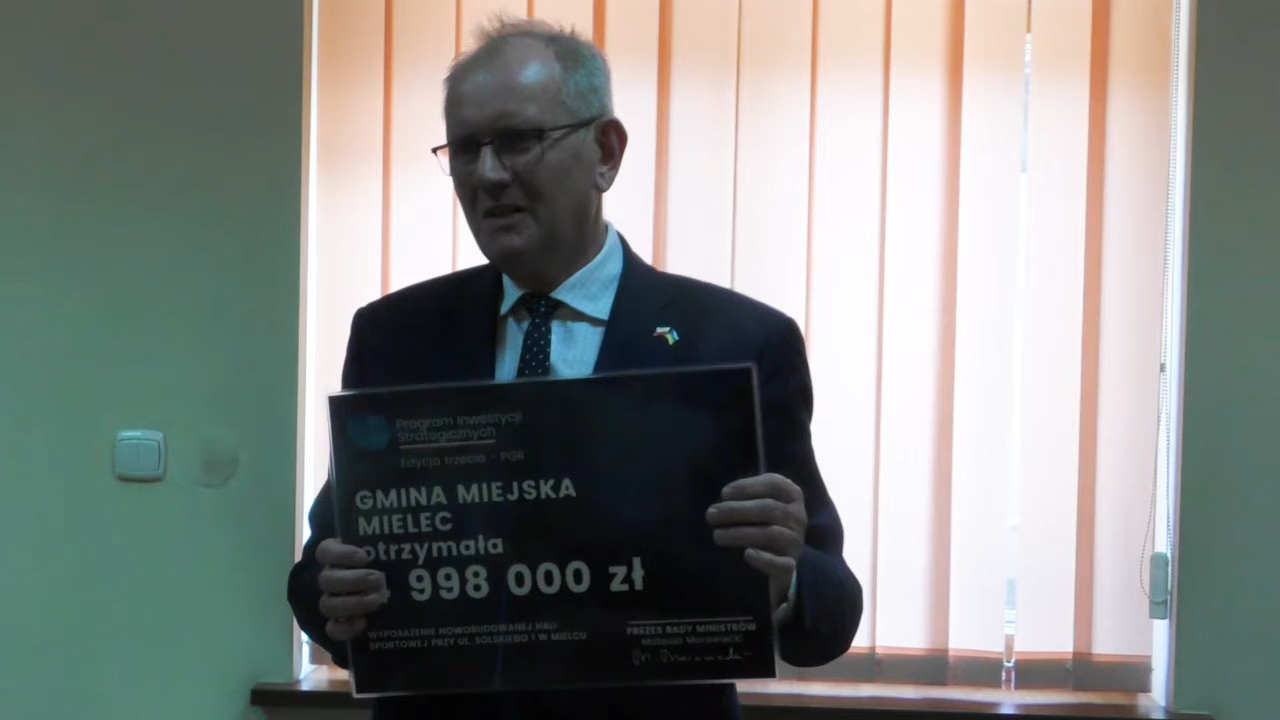 Program Inwestycji
Strategicznych
Edycja trzecia - PGR
GMINA MIEJSKA
MIELEC
otrzymała
998 000 zł
WYPOSAŻENIE NOWOBUDOWANEJ HALI
SPORTOWEJ PRZY UL. SOLSKIEGO 1 W MIELCU
PREZES RADY MINISTRÓW
Mateusz Morawiecki